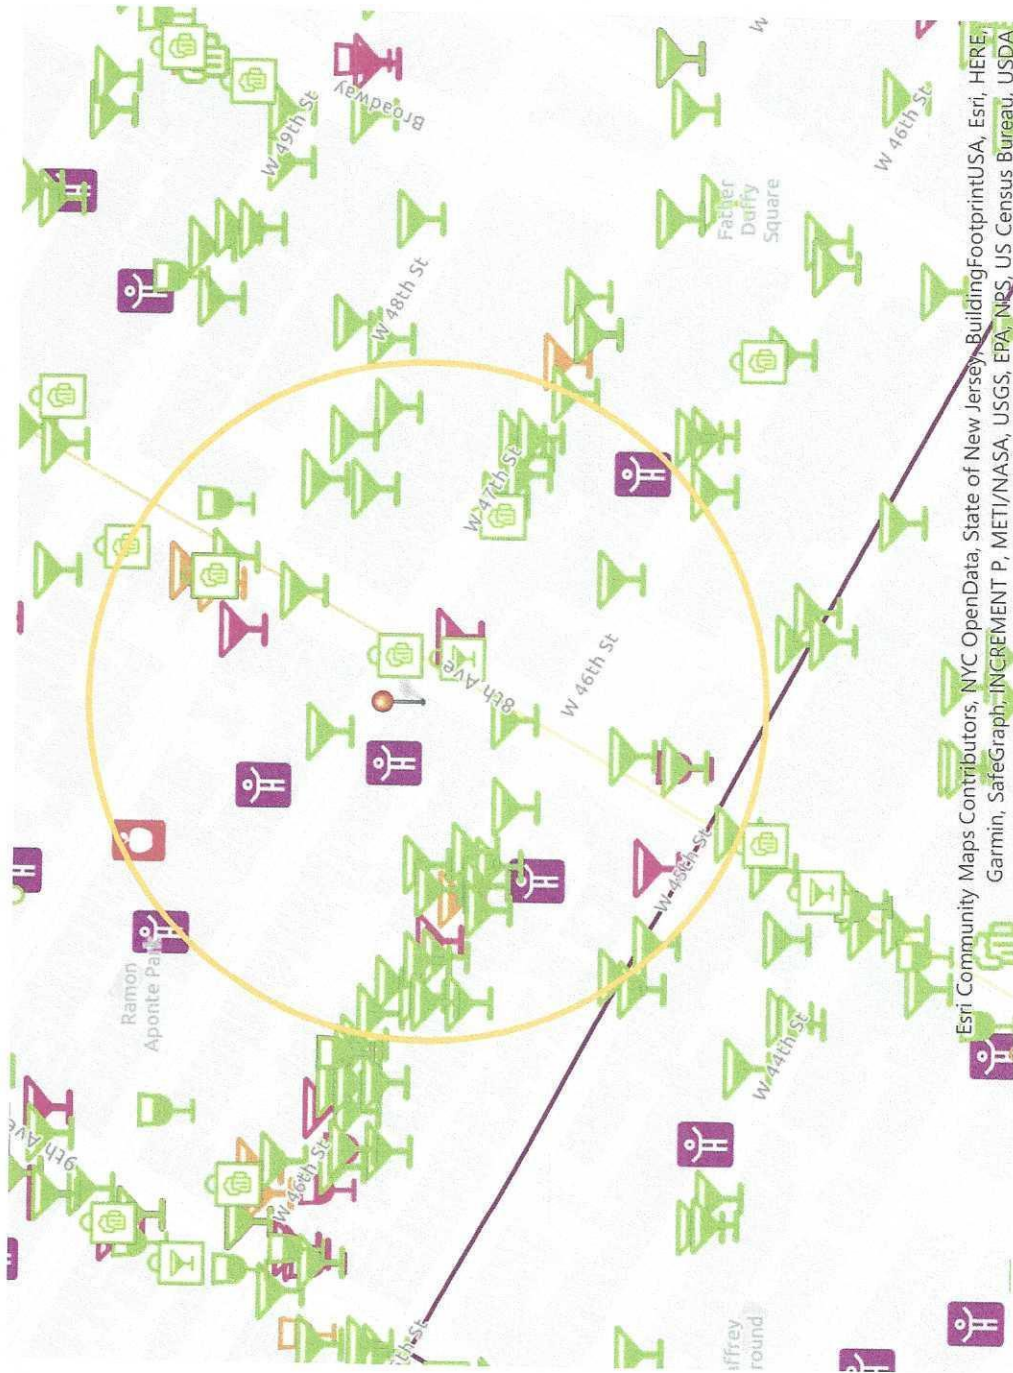 W 49th St
Broadway
W 46th St
W
W 48th St
Father
Duffy
Square
W 47th St
8th Ave
W 46th St
W 45th St
Ramon
Aponte Park
9th Ave
W 46th St
W 44th St
affrey
round
Esri Community Maps Contributors, NYC OpenData, State of New Jersey, BuildingFootprintUSA, Esri, HERE,
Garmin, SafeGraph, INCREMENT P, METI/NASA, USGS, EPA, NPS, US Census Bureau, USDA